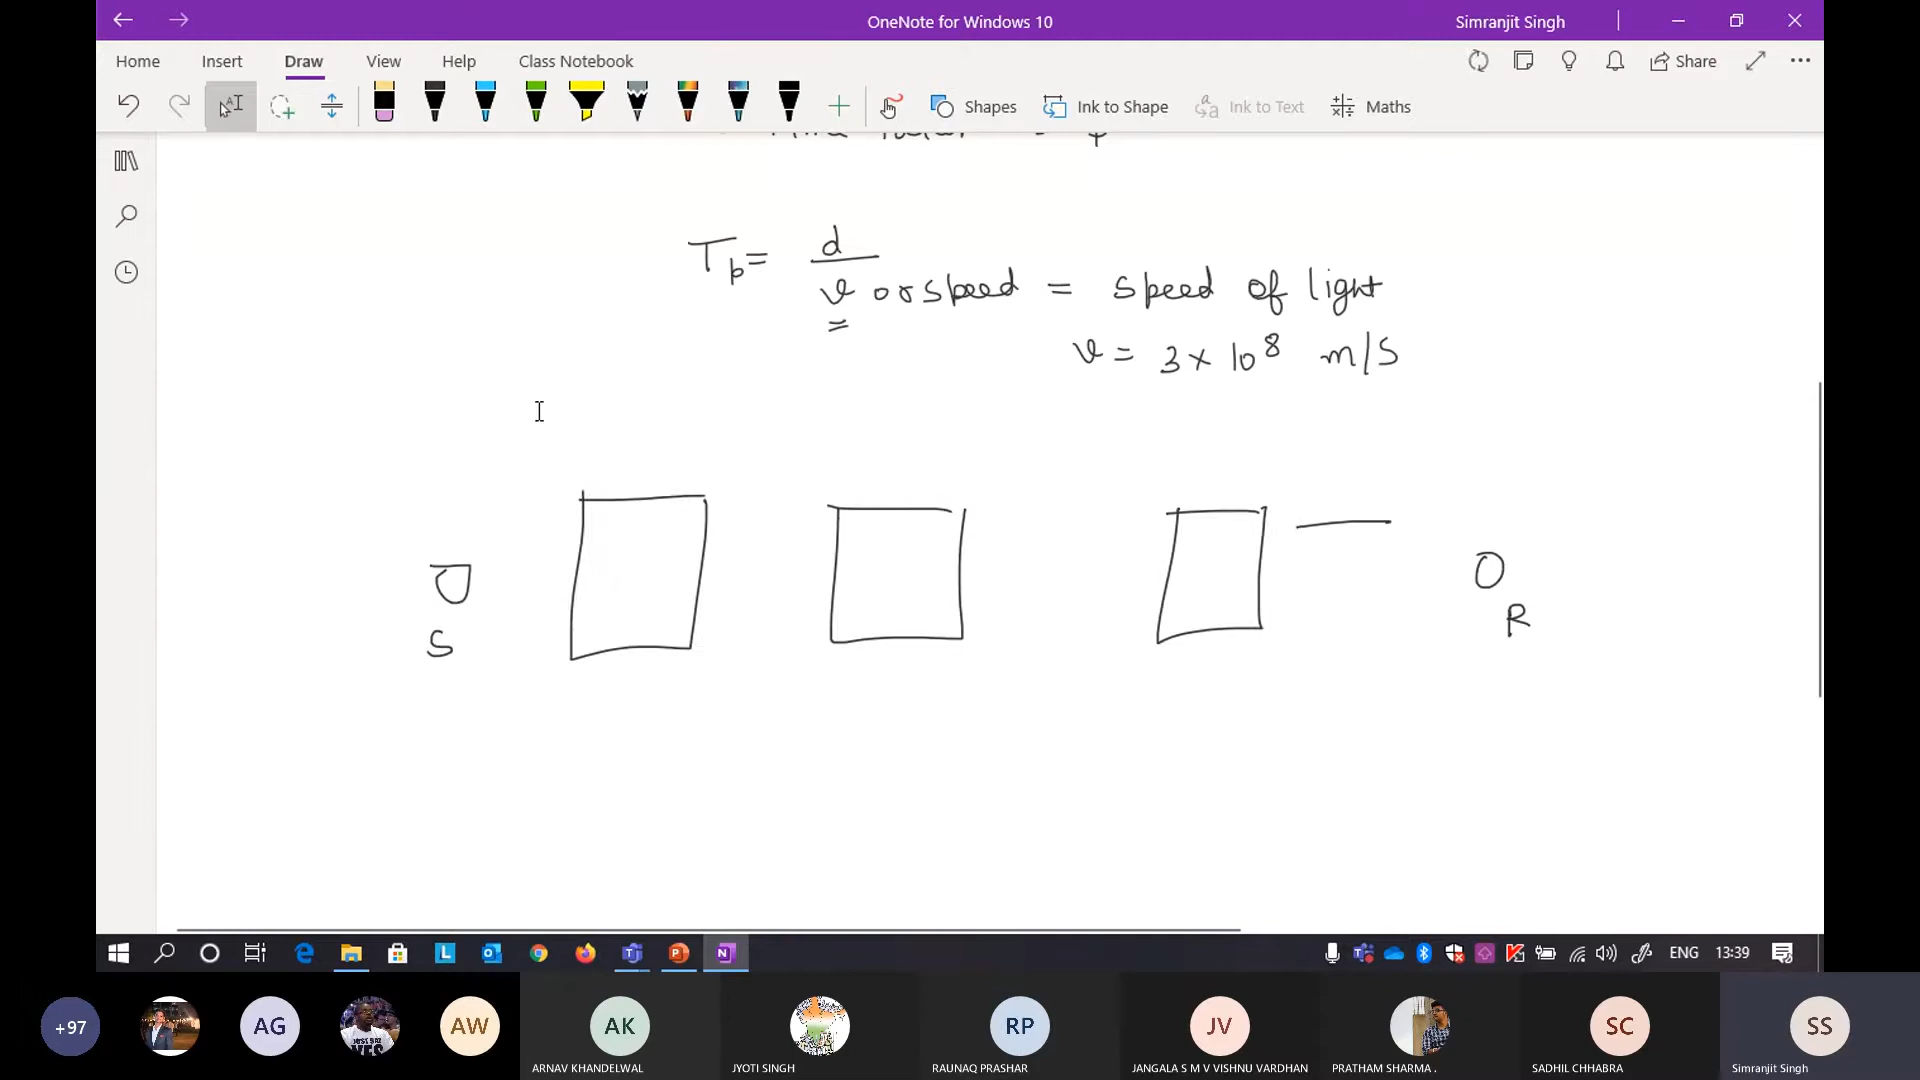 OneNote for Windows 10
Simranjit Singh
Home Insert Draw View Help Class Notebook
Share
Shapes Ink to Shape Ink to Text Maths
Tp = d
v or speed = speed of light
v = 3 × 10^8 m/s
S
R
ENG 13:39
+97 AG AW AK RP JV SC SS
ARNAV KHANDELWAL JYOTI SINGH RAUNAQ PRASHAR JANGALA S M V VISHNU VARDHAN PRATHAM SHARMA . SADHIL CHHABRA Simranjit Singh